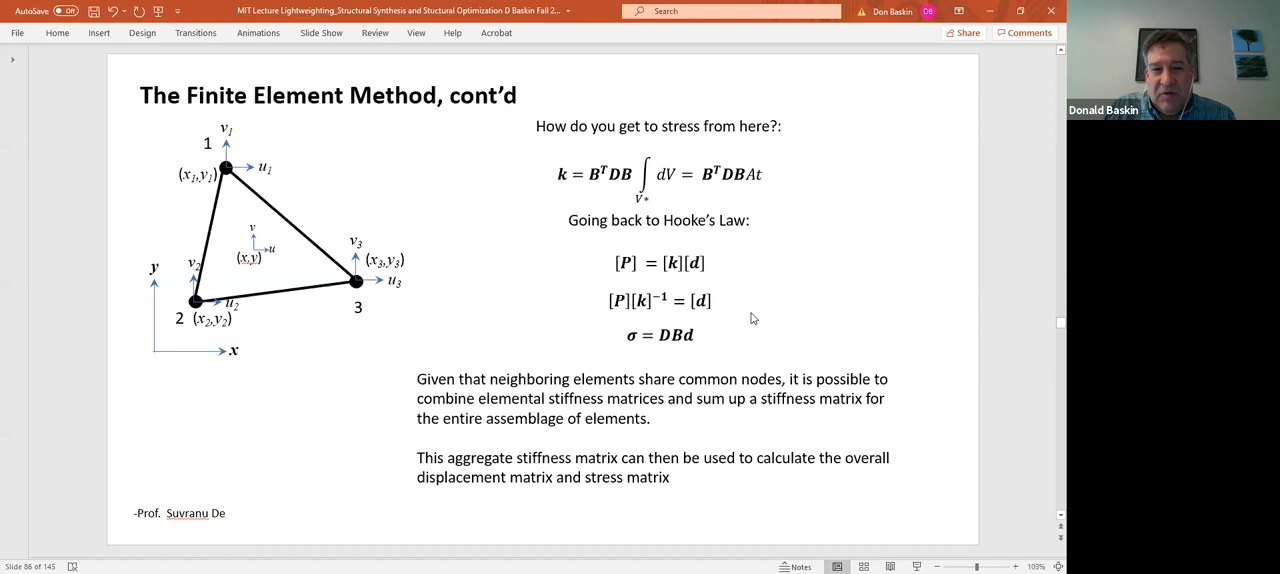 AutoSave Off
MIT Lecture Lightweighting_Structural Synthesis and Stuctural Optimization D Baskin Fall 2...
Search
Don Baskin DB
File Home Insert Design Transitions Animations Slide Show Review View Help Acrobat
Share Comments
Donald Baskin
The Finite Element Method, cont'd
v₁
1
u₁
(x₁,y₁)
v
u
(x,y)
v₃
(x₃,y₃)
u₃
3
v₂
u₂
2 (x₂,y₂)
y
x
How do you get to stress from here?:
k = BᵀDB ∫ dV = BᵀDBAt
V*
Going back to Hooke's Law:
[P] = [k][d]
[P][k]⁻¹ = [d]
σ = DBd
Given that neighboring elements share common nodes, it is possible to
combine elemental stiffness matrices and sum up a stiffness matrix for
the entire assemblage of elements.
This aggregate stiffness matrix can then be used to calculate the overall
displacement matrix and stress matrix
-Prof. Suvranu De
Slide 86 of 145
Notes
103%